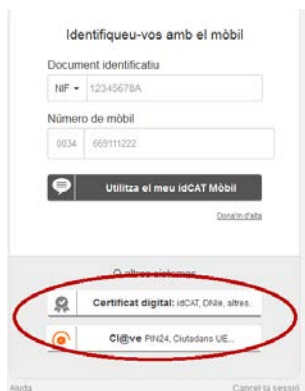 Identifiqueu-vos amb el mòbil
Document identificatiu
NIF 12345678A
Número de mòbil
0034 669111222
Utilitza el meu idCAT Mòbil
Dona'm d'alta
O altres sistemes
Certificat digital: idCAT, DNIe, altres.
Cl@ve PIN24, Ciutadans UE...
Ajuda Cancel·la sessió